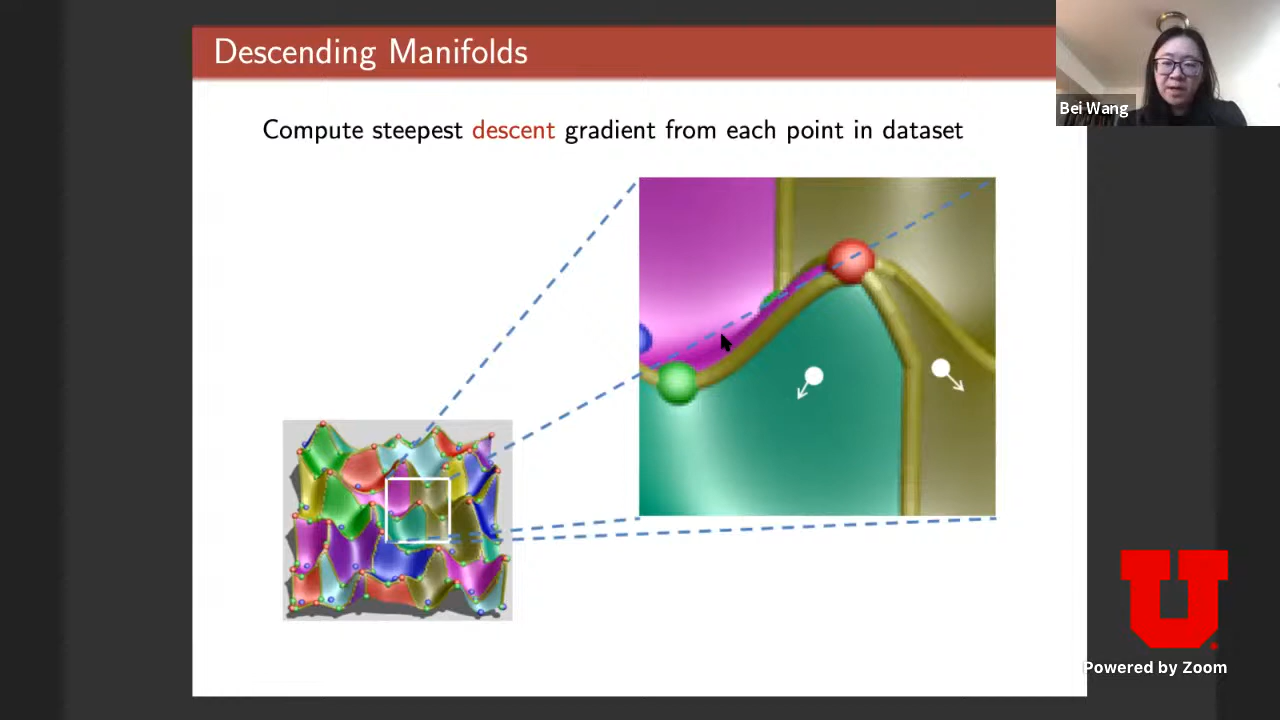 Descending Manifolds
Compute steepest descent gradient from each point in dataset
Bei Wang
U
Powered by Zoom